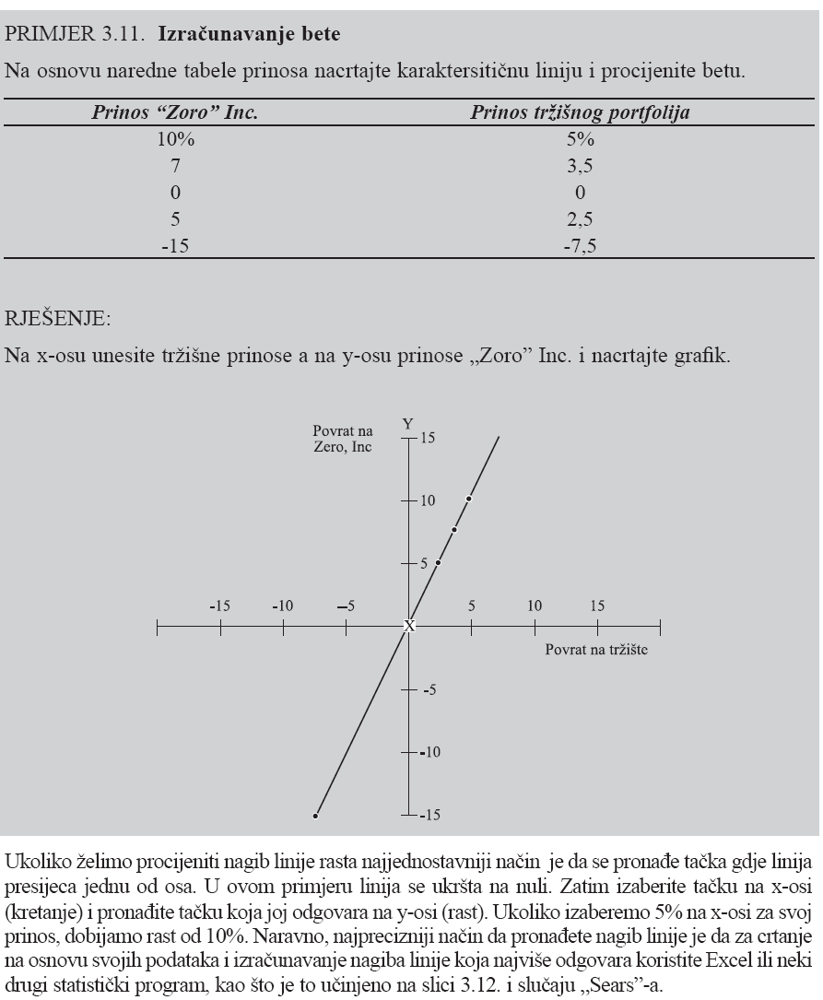 PRIMJER 3.11. Izračunavanje bete
Na osnovu naredne tabele prinosa nacrtajte karaktersitičnu liniju i procijenite betu.
Prinos “Zoro” Inc. Prinos tržišnog portfolija
10% 5%
7 3,5
0 0
5 2,5
-15 -7,5
RJEŠENJE:
Na x-osu unesite tržišne prinose a na y-osu prinose „Zoro” Inc. i nacrtajte grafik.
Povrat na
Zero, Inc
Y
15
10
5
-15 -10 –5 5 10 15
X
Povrat na tržište
-5
-10
-15
Ukoliko želimo procijeniti nagib linije rasta najjednostavniji način je da se pronađe tačka gdje linija
presijeca jednu od osa. U ovom primjeru linija se ukršta na nuli. Zatim izaberite tačku na x-osi
(kretanje) i pronađite tačku koja joj odgovara na y-osi (rast). Ukoliko izaberemo 5% na x-osi za svoj
prinos, dobijamo rast od 10%. Naravno, najprecizniji način da pronađete nagib linije je da za crtanje
na osnovu svojih podataka i izračunavanje nagiba linije koja najviše odgovara koristite Excel ili neki
drugi statistički program, kao što je to učinjeno na slici 3.12. i slučaju „Sears”-a.